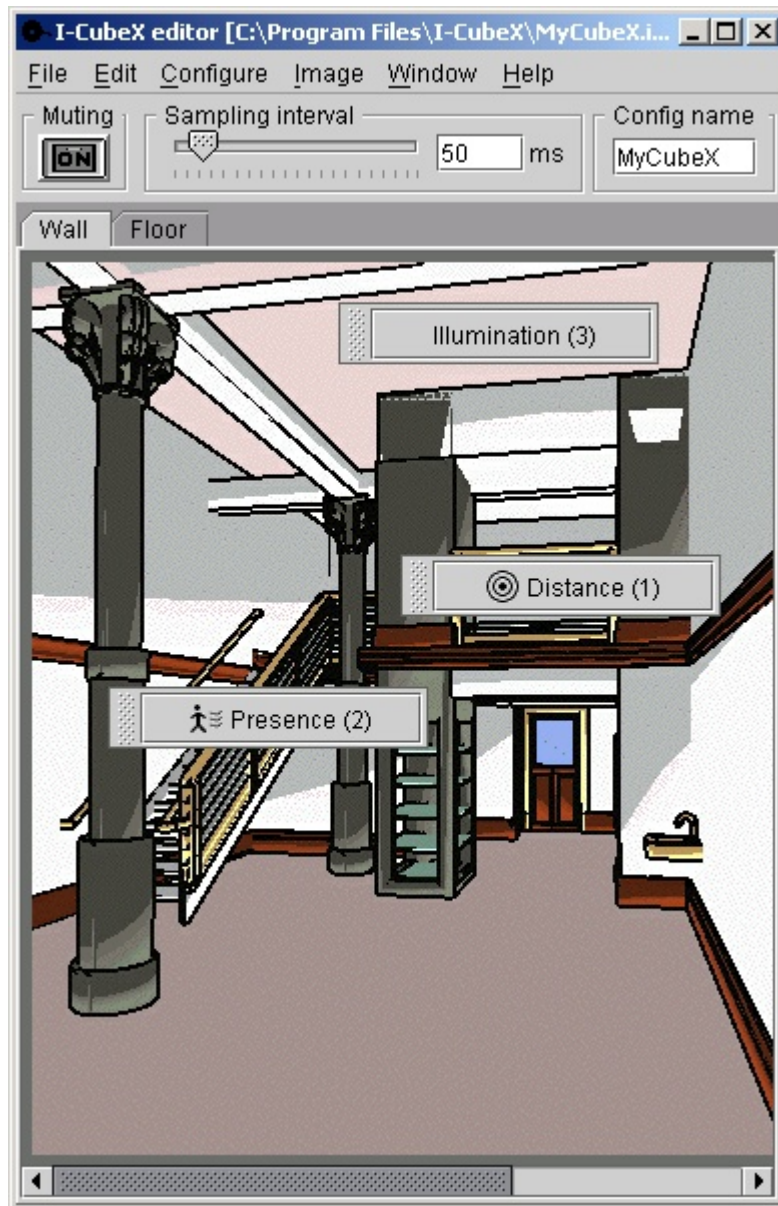 I-CubeX editor [C:\Program Files\I-CubeX\MyCubeX.i...
File Edit Configure Image Window Help
Muting Sampling interval Config name
ON 50 ms MyCubeX
Wall Floor
Illumination (3)
Distance (1)
Presence (2)